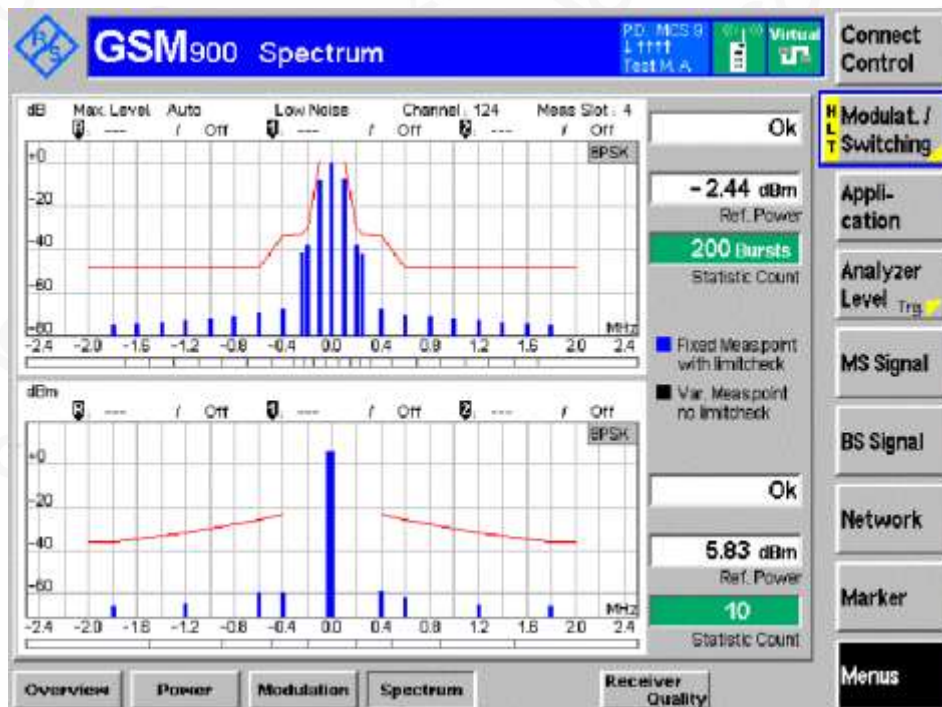 GSM900 Spectrum
P.D. MCS 9
Test M. A.
Virtual
Connect Control
dB Max. Level Auto Low Noise Channel: 124 Meas Slot: 4
--- / Off --- / Off 2 --- / Off
8PSK
+0
-20
-40
-60
-80
MHz
-2.4 -2.0 -1.6 -1.2 -0.8 -0.4 0.0 0.4 0.8 1.2 1.6 2.0 2.4
Ok
-2.44 dBm
Ref. Power
200 Bursts
Statistic Count
Fixed Meas.point
with limitcheck
Var. Meas.point
no limitcheck
dBm
--- / Off --- / Off 2 --- / Off
8PSK
+0
-20
-40
-60
MHz
-2.4 -2.0 -1.6 -1.2 -0.8 -0.4 0.0 0.4 0.8 1.2 1.6 2.0 2.4
Ok
5.83 dBm
Ref. Power
10
Statistic Count
HLT
Modulat. /
Switching
Appli-
cation
Analyzer
Level Trg
MS Signal
BS Signal
Network
Marker
Menus
Overview Power Modulation Spectrum Receiver
Quality